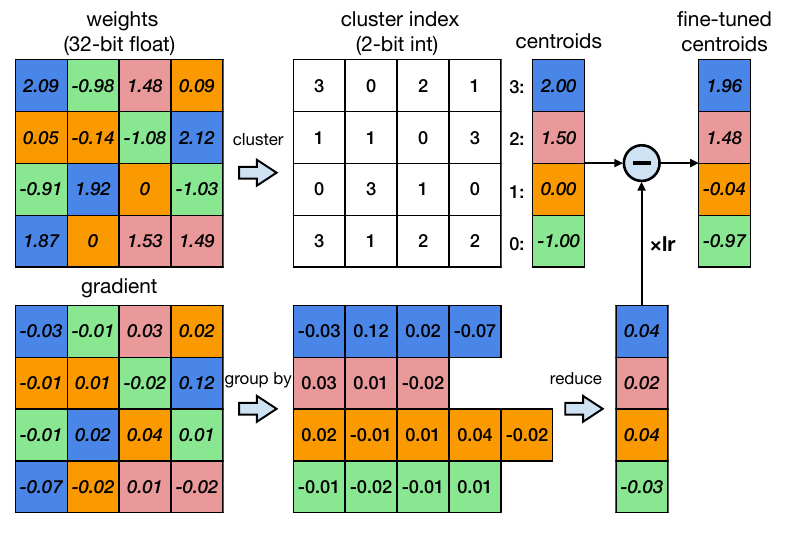 weights
(32-bit float)
cluster index
(2-bit int)
centroids
fine-tuned
centroids
2.09 -0.98 1.48 0.09
0.05 -0.14 -1.08 2.12
-0.91 1.92 0 -1.03
1.87 0 1.53 1.49
cluster
3 0 2 1
1 1 0 3
0 3 1 0
3 1 2 2
3: 2.00
2: 1.50
1: 0.00
0: -1.00
×lr
1.96
1.48
-0.04
-0.97
gradient
-0.03 -0.01 0.03 0.02
-0.01 0.01 -0.02 0.12
-0.01 0.02 0.04 0.01
-0.07 -0.02 0.01 -0.02
group by
-0.03 0.12 0.02 -0.07
0.03 0.01 -0.02
0.02 -0.01 0.01 0.04 -0.02
-0.01 -0.02 -0.01 0.01
reduce
0.04
0.02
0.04
-0.03